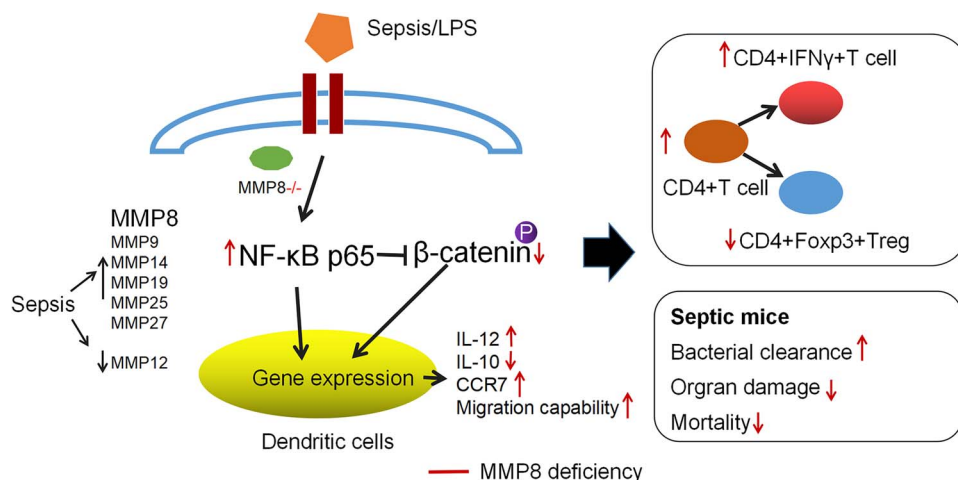 Sepsis/LPS
MMP8-/-
MMP8
MMP9
MMP14
MMP19
MMP25
MMP27
Sepsis
MMP12
↑NF-κB p65
β-catenin↓
P
Gene expression
Dendritic cells
IL-12 ↑
IL-10 ↓
CCR7 ↑
Migration capability ↑
MMP8 deficiency
↑CD4+IFNγ+T cell
↑
CD4+T cell
↓CD4+Foxp3+Treg
Septic mice
Bacterial clearance ↑
Orgran damage ↓
Mortality↓